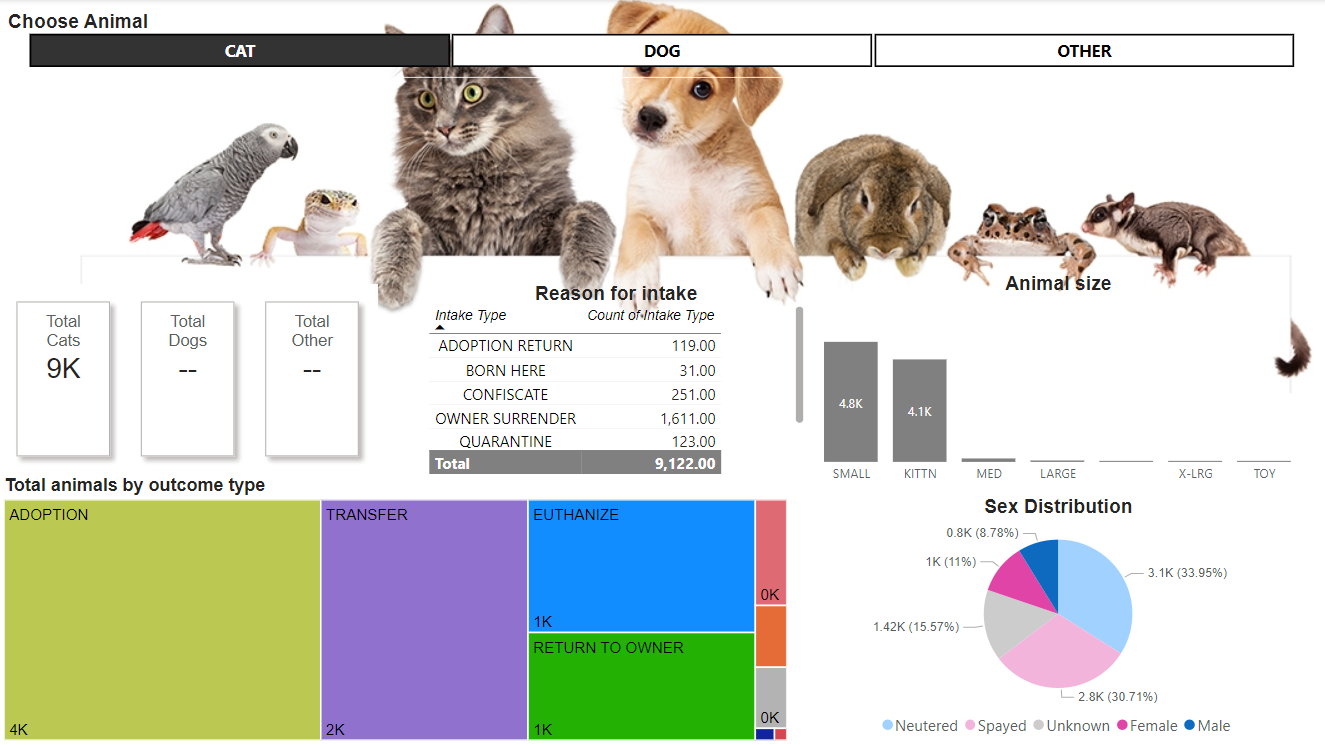 Choose Animal
CAT
DOG
OTHER
Total
Cats
9K
Total
Dogs
--
Total
Other
--
Reason for intake
Intake Type Count of Intake Type
ADOPTION RETURN 119.00
BORN HERE 31.00
CONFISCATE 251.00
OWNER SURRENDER 1,611.00
QUARANTINE 123.00
Total 9,122.00
Animal size
4.8K
4.1K
SMALL KITTN MED LARGE X-LRG TOY
Total animals by outcome type
ADOPTION
4K
TRANSFER
2K
EUTHANIZE
1K
RETURN TO OWNER
1K
0K
0K
Sex Distribution
0.8K (8.78%)
1K (11%)
3.1K (33.95%)
1.42K (15.57%)
2.8K (30.71%)
Neutered Spayed Unknown Female Male